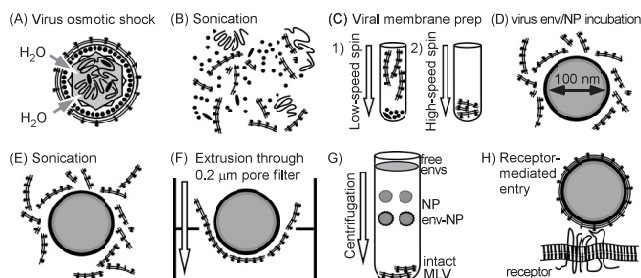 (A) Virus osmotic shock
H₂O
H₂O
(B) Sonication
(C) Viral membrane prep
1)
Low-speed spin
2)
High-speed spin
(D) virus env/NP incubation
100 nm
(E) Sonication
(F) Extrusion through
0.2 μm pore filter
G)
Centrifugation
free
envs
NP
env-NP
intact
MLV
H) Receptor-
mediated
entry
receptor